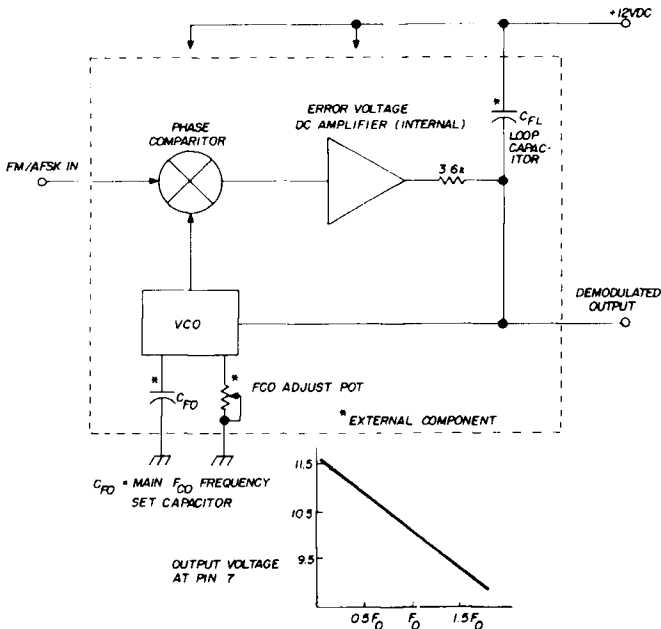 +12VDC
ERROR VOLTAGE
DC AMPLIFIER (INTERNAL)
*
CFL
LOOP
CAPAC-
ITOR
PHASE
COMPARITOR
3.6k
FM/AFSK IN
DEMODULATED
OUTPUT
VCO
*
CFO
*
FCO ADJUST POT
* EXTERNAL COMPONENT
CFO = MAIN FCO FREQUENCY
SET CAPACITOR
11.5
10.5
9.5
OUTPUT VOLTAGE
AT PIN 7
0.5FO
FO
1.5FO